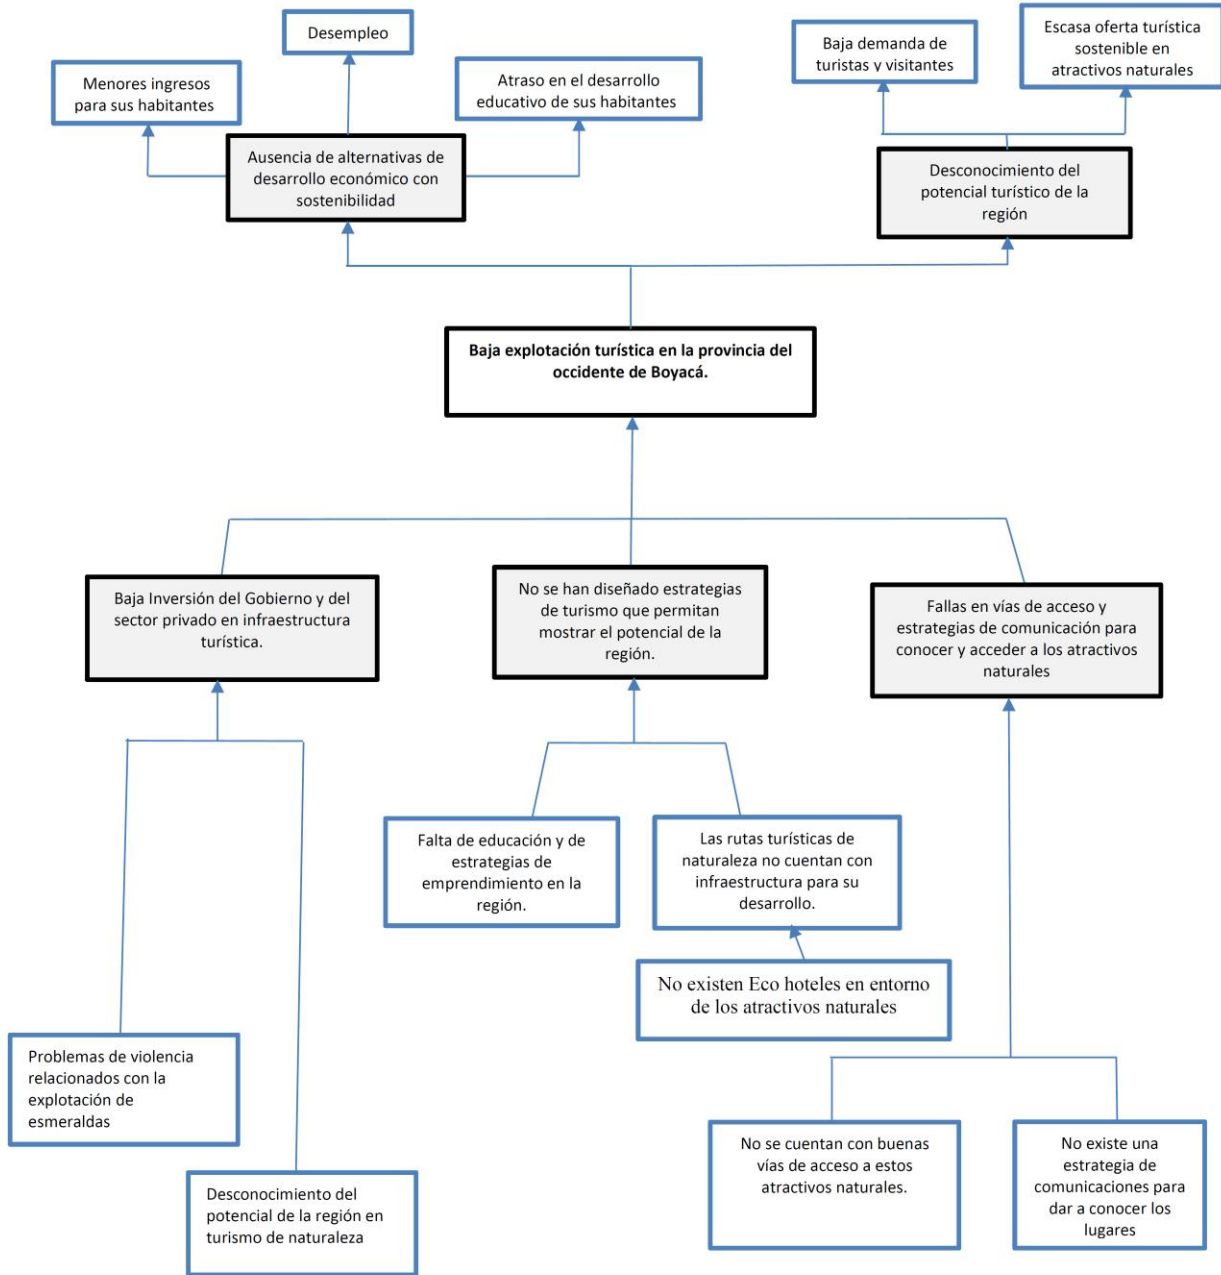 Desempleo
Menores ingresos
para sus habitantes
Atraso en el desarrollo
educativo de sus habitantes
Baja demanda de
turistas y visitantes
Escasa oferta turística
sostenible en
atractivos naturales
Ausencia de alternativas de
desarrollo económico con
sostenibilidad
Desconocimiento del
potencial turístico de la
región
Baja explotación turística en la provincia del
occidente de Boyacá.
Baja Inversión del Gobierno y del
sector privado en infraestructura
turística.
No se han diseñado estrategias
de turismo que permitan
mostrar el potencial de la
región.
Fallas en vías de acceso y
estrategias de comunicación para
conocer y acceder a los atractivos
naturales
Falta de educación y de
estrategias de
emprendimiento en la
región.
Las rutas turísticas de
naturaleza no cuentan con
infraestructura para su
desarrollo.
No existen Eco hoteles en entorno
de los atractivos naturales
Problemas de violencia
relacionados con la
explotación de
esmeraldas
Desconocimiento del
potencial de la región en
turismo de naturaleza
No se cuentan con buenas
vías de acceso a estos
atractivos naturales.
No existe una
estrategia de
comunicaciones para
dar a conocer los
lugares